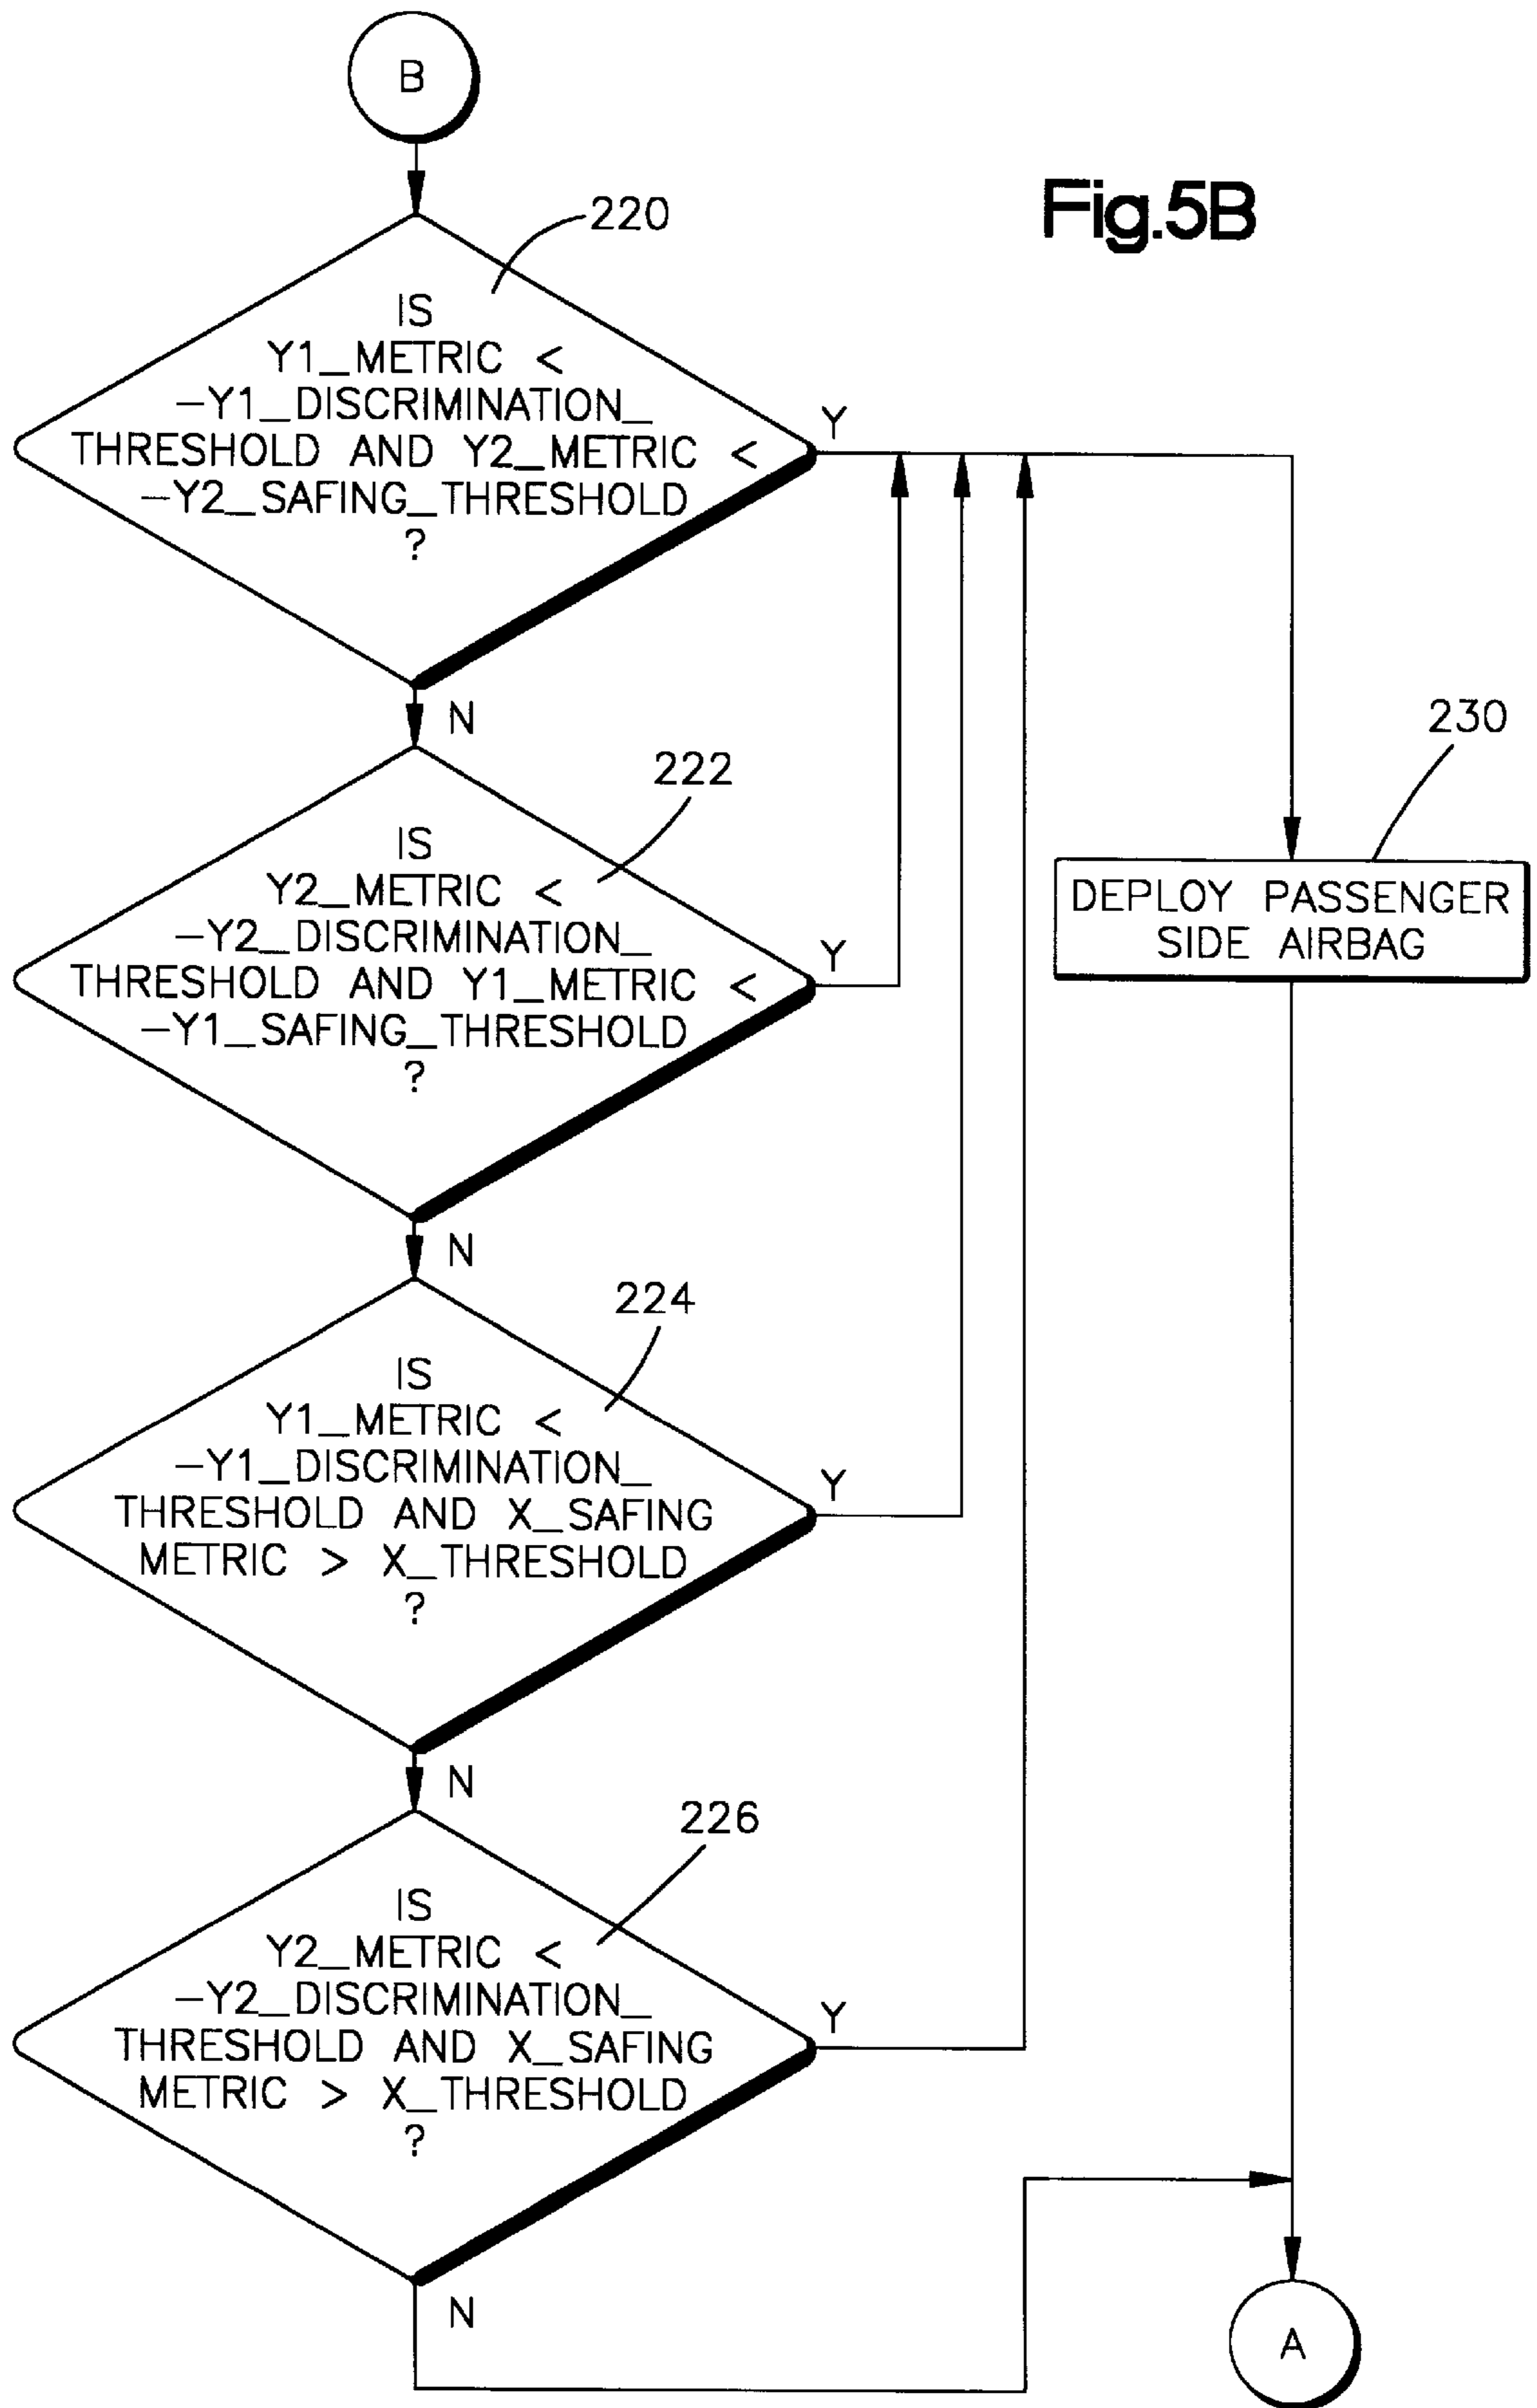 B
Fig.5B
220
IS
Y1_METRIC <
-Y1_DISCRIMINATION_
THRESHOLD AND Y2_METRIC <
-Y2_SAFING_THRESHOLD
?
Y
N
222
IS
Y2_METRIC <
-Y2_DISCRIMINATION_
THRESHOLD AND Y1_METRIC <
-Y1_SAFING_THRESHOLD
?
Y
N
230
DEPLOY PASSENGER
SIDE AIRBAG
224
IS
Y1_METRIC <
-Y1_DISCRIMINATION_
THRESHOLD AND X_SAFING
METRIC > X_THRESHOLD
?
Y
N
226
IS
Y2_METRIC <
-Y2_DISCRIMINATION_
THRESHOLD AND X_SAFING
METRIC > X_THRESHOLD
?
Y
N
A